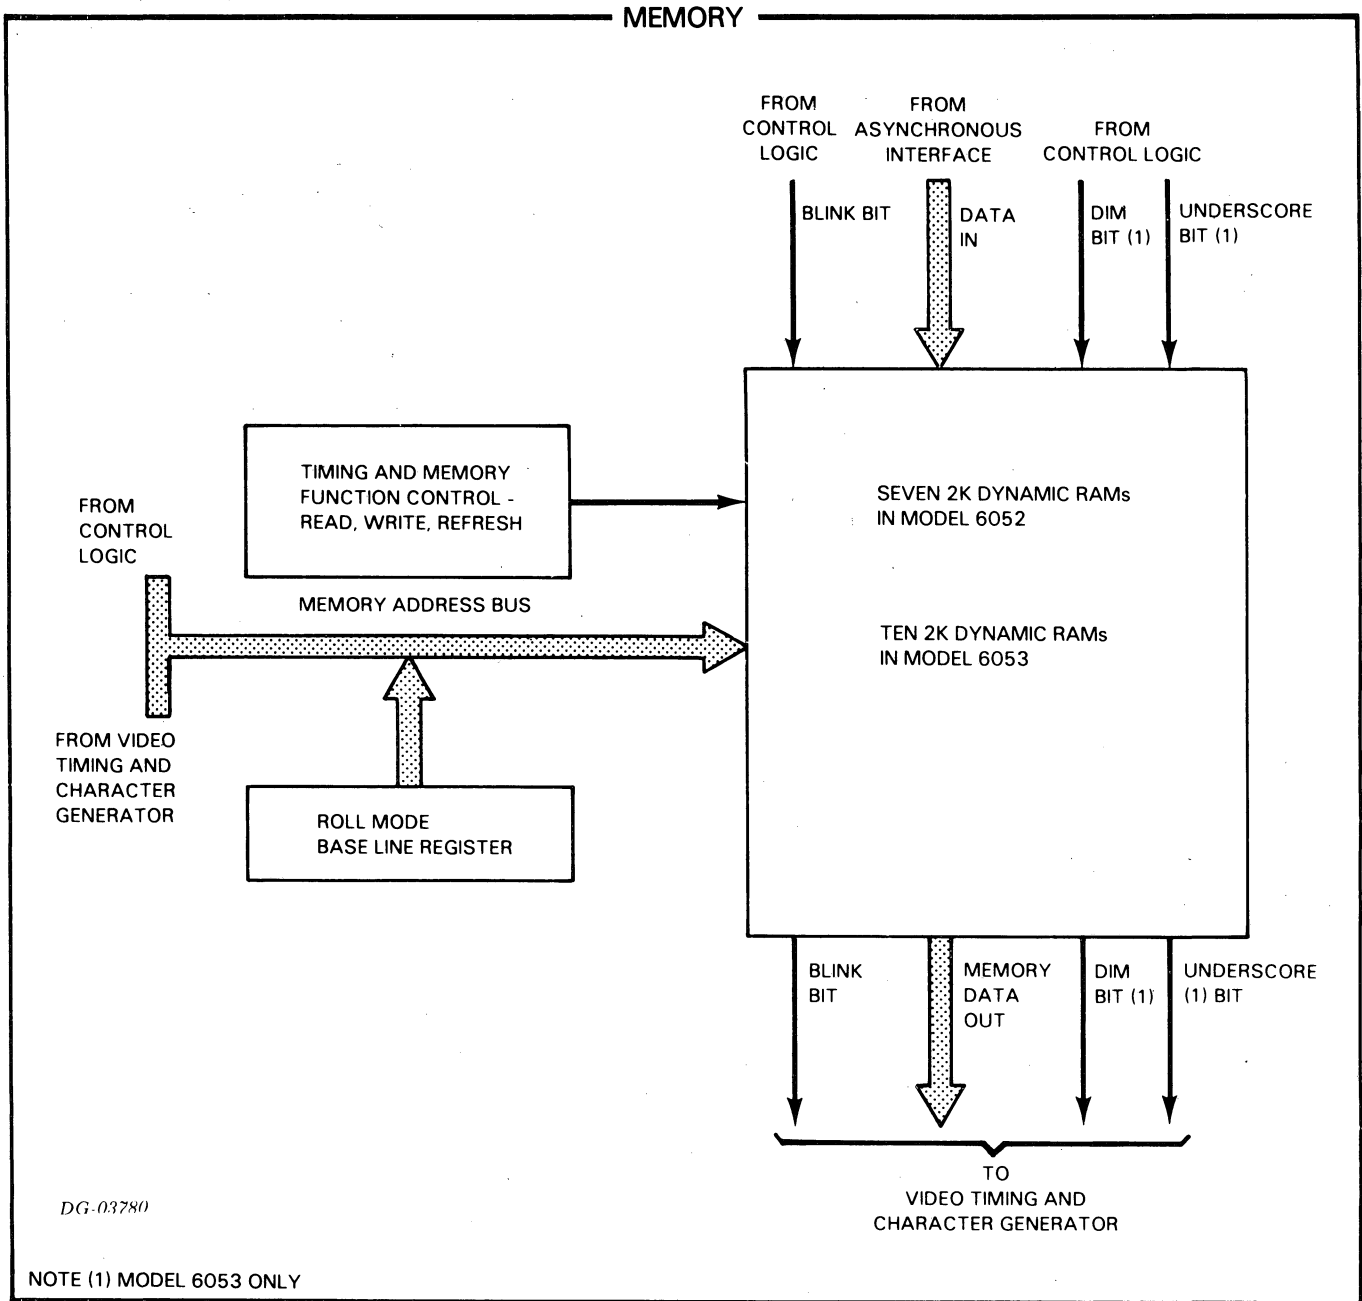 MEMORY
FROM
CONTROL
LOGIC
FROM
ASYNCHRONOUS
INTERFACE
FROM
CONTROL LOGIC
BLINK BIT
DATA
IN
DIM
BIT (1)
UNDERSCORE
BIT (1)
TIMING AND MEMORY
FUNCTION CONTROL -
READ, WRITE, REFRESH
SEVEN 2K DYNAMIC RAMs
IN MODEL 6052
FROM
CONTROL
LOGIC
MEMORY ADDRESS BUS
TEN 2K DYNAMIC RAMs
IN MODEL 6053
FROM VIDEO
TIMING AND
CHARACTER
GENERATOR
ROLL MODE
BASE LINE REGISTER
BLINK
BIT
MEMORY
DATA
OUT
DIM
BIT (1)
UNDERSCORE
(1) BIT
TO
VIDEO TIMING AND
CHARACTER GENERATOR
DG-03780
NOTE (1) MODEL 6053 ONLY